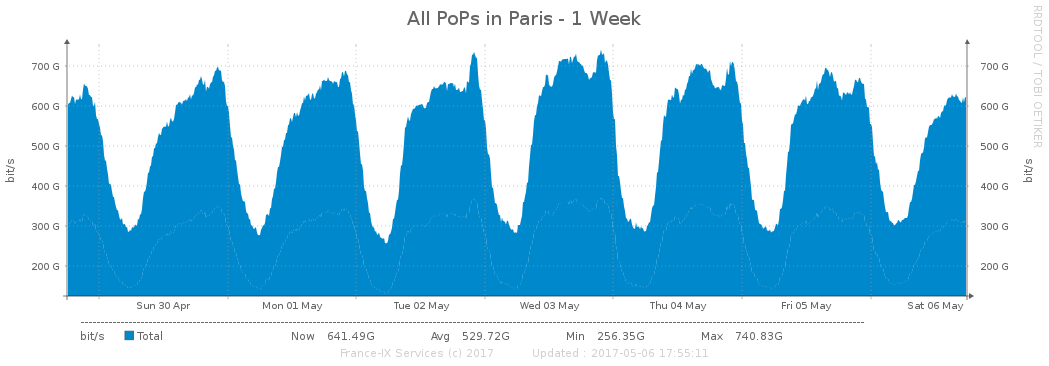 All PoPs in Paris - 1 Week
RRDTOOL / TOBI OETIKER
bit/s
700 G 700 G
600 G 600 G
500 G 500 G
400 G 400 G
300 G 300 G
200 G 200 G
bit/s
Sun 30 Apr Mon 01 May Tue 02 May Wed 03 May Thu 04 May Fri 05 May Sat 06 May
bit/s Total Now 641.49G Avg 529.72G Min 256.35G Max 740.83G
France-IX Services (c) 2017 Updated : 2017-05-06 17:55:11